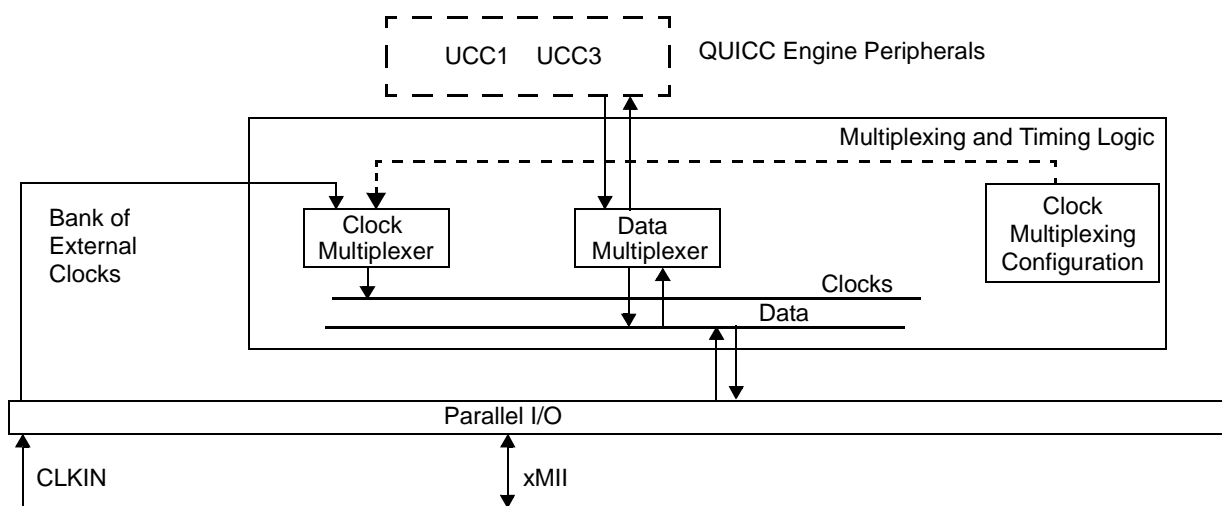 UCC1 UCC3
QUICC Engine Peripherals
Multiplexing and Timing Logic
Bank of
External
Clocks
Clock
Multiplexer
Data
Multiplexer
Clock
Multiplexing
Configuration
Clocks
Data
Parallel I/O
CLKIN
xMII